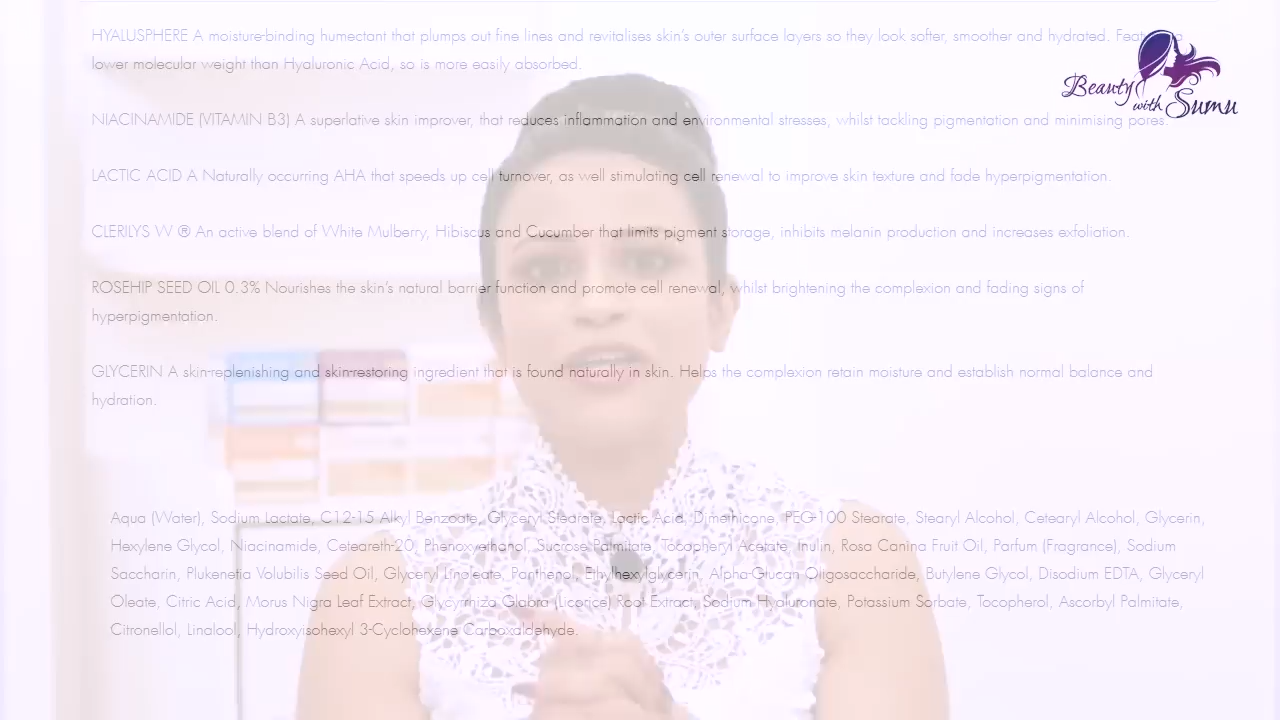 HYALUSPHERE A moisture-binding humectant that plumps out fine lines and revitalises skin's outer surface layers so they look softer, smoother and hydrated.
lower molecular weight than Hyaluronic Acid, so is more easily absorbed.
Beauty with Sumu
NIACINAMIDE (VITAMIN B3) A superlative skin improver, that reduces inflammation and environmental stresses, whilst tackling pigmentation and minimising pores.
LACTIC ACID A Naturally occurring AHA that speeds up cell turnover, as well stimulating cell renewal to improve skin texture and fade hyperpigmentation.
CLERILYS W ® An active blend of White Mulberry, Hibiscus and Cucumber that limits pigment storage, inhibits melanin production and increases exfoliation.
ROSEHIP SEED OIL 0.3% Nourishes the skin's natural barrier function and promote cell renewal, whilst brightening the complexion and fading signs of
hyperpigmentation.
GLYCERIN A skin-replenishing and skin-restoring ingredient that is found naturally in skin. Helps the complexion retain moisture and establish normal balance and
hydration.
Aqua (Water), Sodium Lactate, C12-15 Alkyl Benzoate, Glyceryl Stearate, Lactic Acid, Dimethicone, PEG-100 Stearate, Stearyl Alcohol, Cetearyl Alcohol, Glycerin,
Hexylene Glycol, Niacinamide, Ceteareth-20, Phenoxyethanol, Sucrose Palmitate, Tocopheryl Acetate, Inulin, Rosa Canina Fruit Oil, Parfum (Fragrance), Sodium
Saccharin, Plukenetia Volubilis Seed Oil, Glyceryl Linoleate, Panthenol, Ethylhexylglycerin, Alpha-Glucan Oligosaccharide, Butylene Glycol, Disodium EDTA, Glyceryl
Oleate, Citric Acid, Morus Nigra Leaf Extract, Glycyrrhiza Glabra (Licorice) Root Extract, Sodium Hyaluronate, Potassium Sorbate, Tocopherol, Ascorbyl Palmitate,
Citronellol, Linalool, Hydroxyisohexyl 3-Cyclohexene Carboxaldehyde.